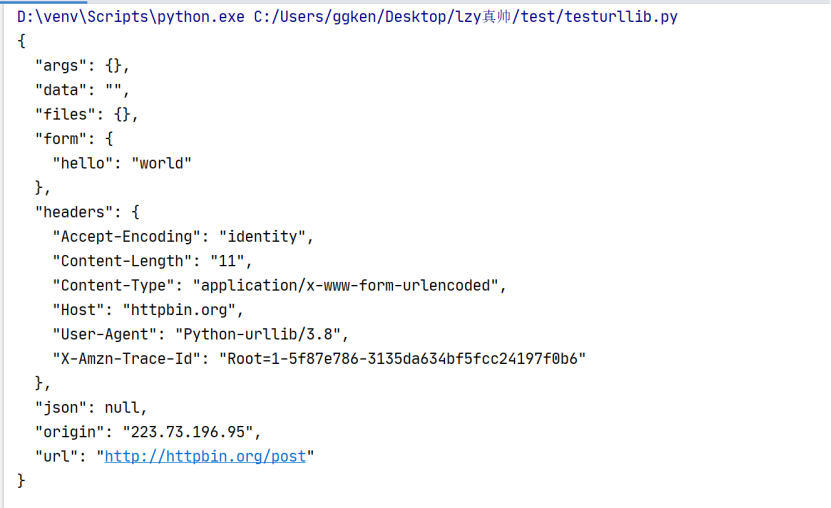 D:\venv\Scripts\python.exe C:/Users/ggken/Desktop/lzy真帅/test/testurllib.py
{
  "args": {},
  "data": "",
  "files": {},
  "form": {
    "hello": "world"
  },
  "headers": {
    "Accept-Encoding": "identity",
    "Content-Length": "11",
    "Content-Type": "application/x-www-form-urlencoded",
    "Host": "httpbin.org",
    "User-Agent": "Python-urllib/3.8",
    "X-Amzn-Trace-Id": "Root=1-5f87e786-3135da634bf5fcc24197f0b6"
  },
  "json": null,
  "origin": "223.73.196.95",
  "url": "http://httpbin.org/post"
}